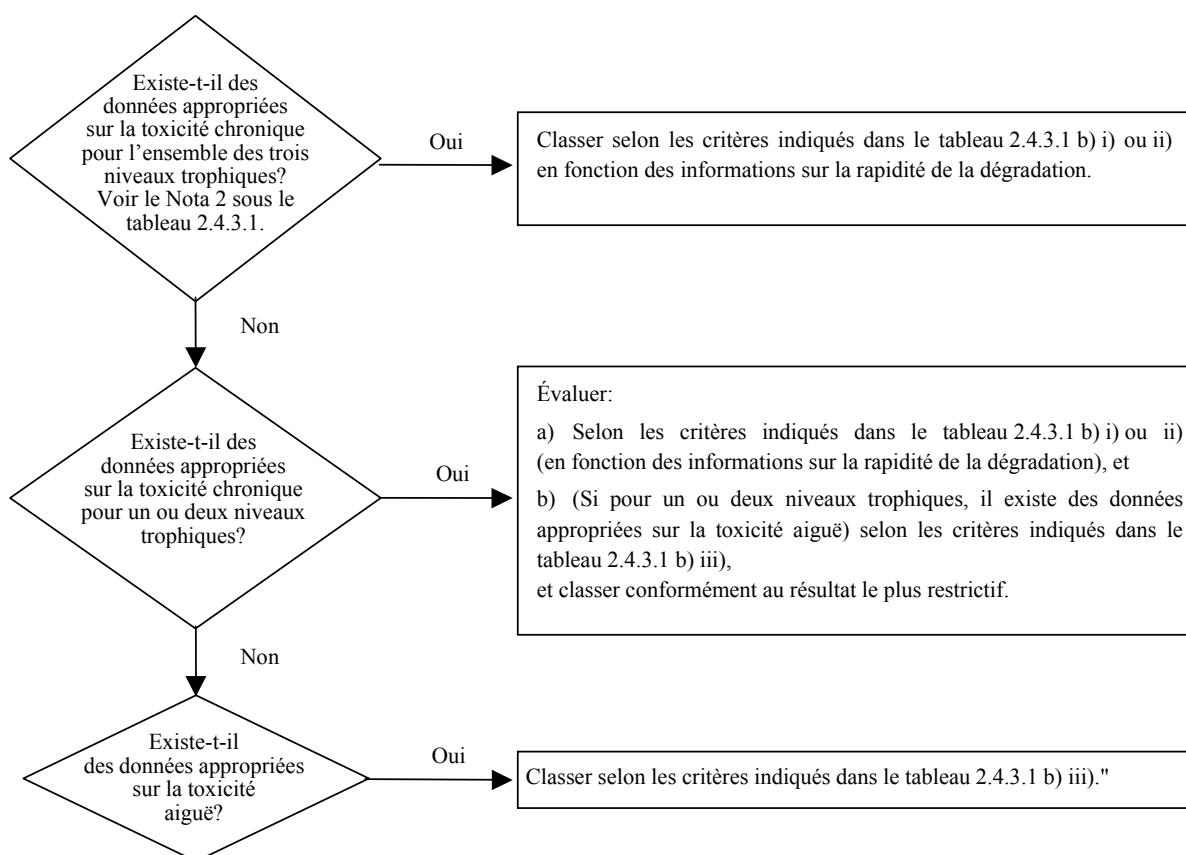 Existe-t-il des
données appropriées
sur la toxicité chronique
pour l’ensemble des trois
niveaux trophiques?
Voir le Nota 2 sous le
tableau 2.4.3.1.
Oui
Classer selon les critères indiqués dans le tableau 2.4.3.1 b) i) ou ii)
en fonction des informations sur la rapidité de la dégradation.
Non
Existe-t-il des
données appropriées
sur la toxicité chronique
pour un ou deux niveaux
trophiques?
Oui
Évaluer:
a) Selon les critères indiqués dans le tableau 2.4.3.1 b) i) ou ii)
(en fonction des informations sur la rapidité de la dégradation), et
b) (Si pour un ou deux niveaux trophiques, il existe des données
appropriées sur la toxicité aiguë) selon les critères indiqués dans le
tableau 2.4.3.1 b) iii),
et classer conformément au résultat le plus restrictif.
Non
Existe-t-il
des données appropriées
sur la toxicité
aiguë?
Oui
Classer selon les critères indiqués dans le tableau 2.4.3.1 b) iii)."